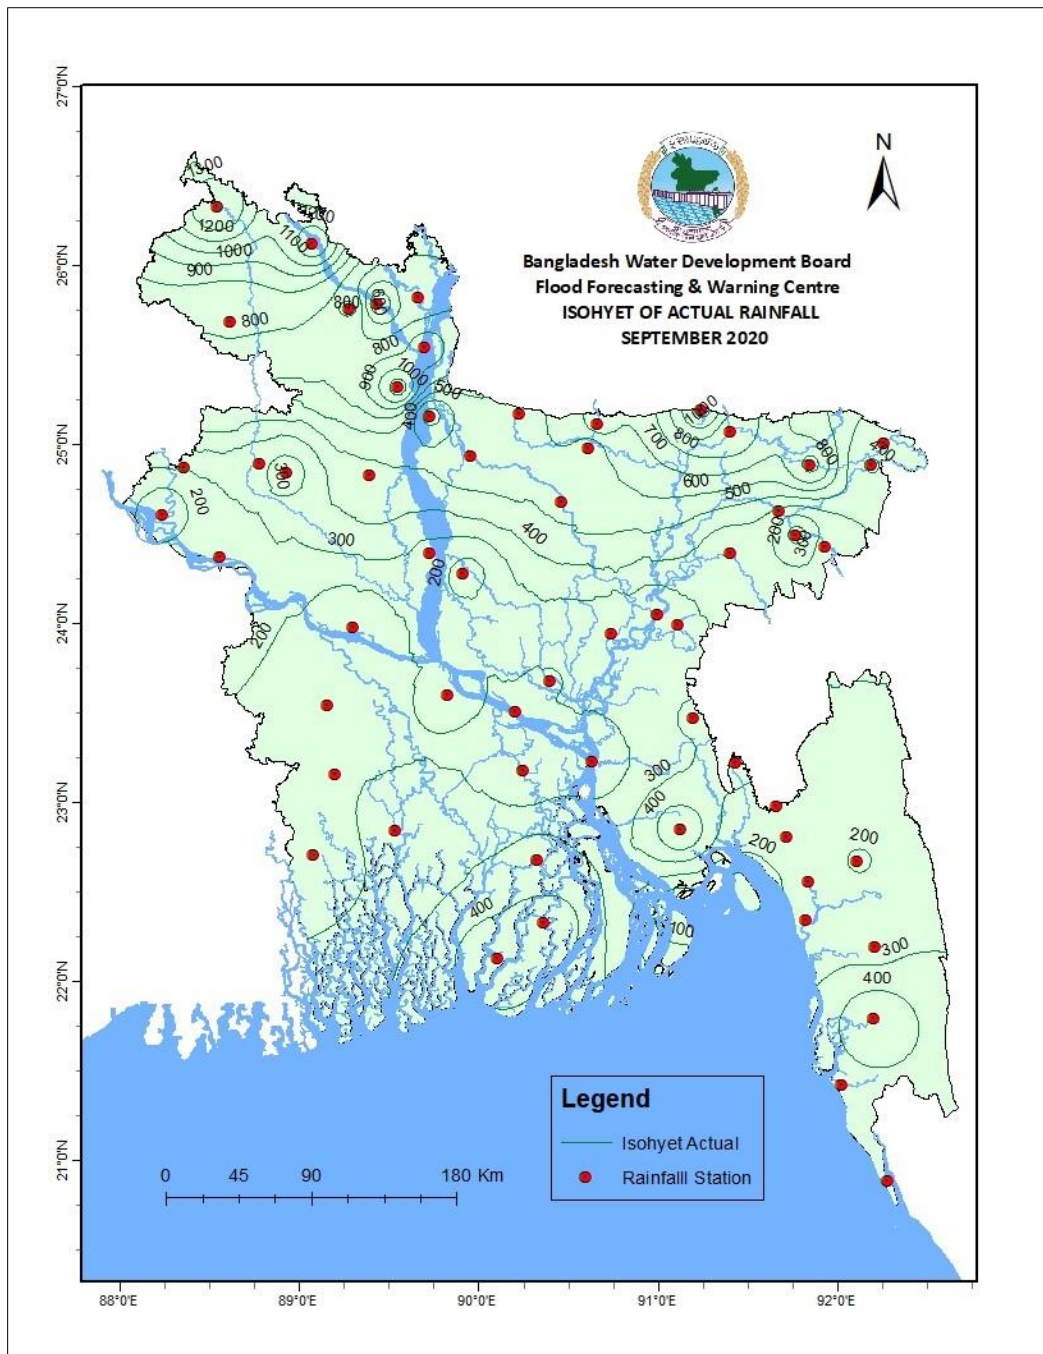 27°0'N
26°0'N
25°0'N
24°0'N
23°0'N
22°0'N
21°0'N
N
Bangladesh Water Development Board
Flood Forecasting & Warning Centre
ISOHYET OF ACTUAL RAINFALL
SEPTEMBER 2020
1300
1200
1000
900
1100
800
800
800
900
1000
500
400
1000
700
800
600
500
800
400
300
200
300
400
200
200
300
200
200
300
400
200
200
400
100
300
400
Legend
Isohyet Actual
Rainfalll Station
0 45 90 180 Km
88°0'E 89°0'E 90°0'E 91°0'E 92°0'E